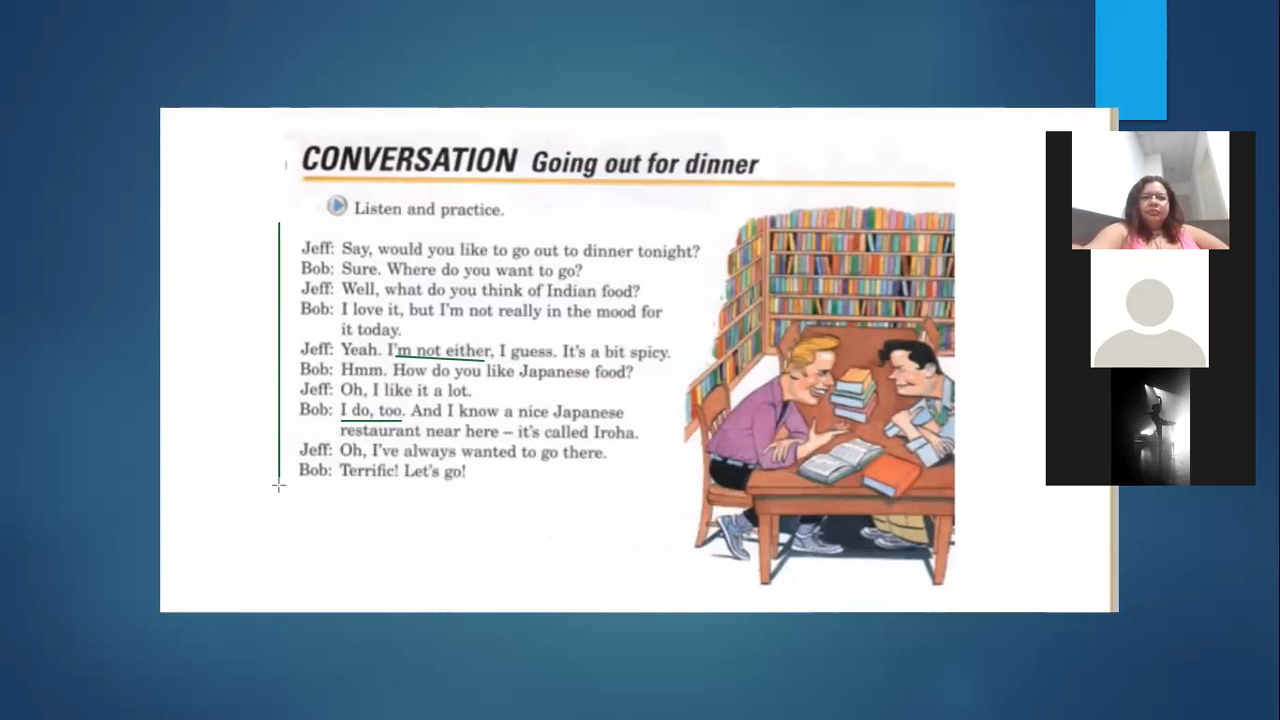 CONVERSATION Going out for dinner
Listen and practice.
Jeff: Say, would you like to go out to dinner tonight?
Bob: Sure. Where do you want to go?
Jeff: Well, what do you think of Indian food?
Bob: I love it, but I'm not really in the mood for
it today.
Jeff: Yeah. I'm not either, I guess. It's a bit spicy.
Bob: Hmm. How do you like Japanese food?
Jeff: Oh, I like it a lot.
Bob: I do, too. And I know a nice Japanese
restaurant near here – it's called Iroha.
Jeff: Oh, I've always wanted to go there.
Bob: Terrific! Let's go!